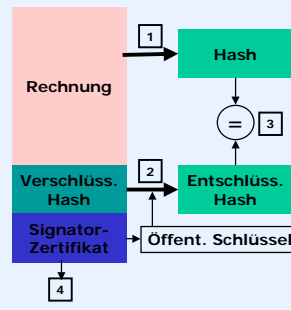 1
Rechnung
Hash
=
3
2
Verschlüss.
Hash
Entschlüss.
Hash
Signator-
Zertifikat
Öffent. Schlüssel
4